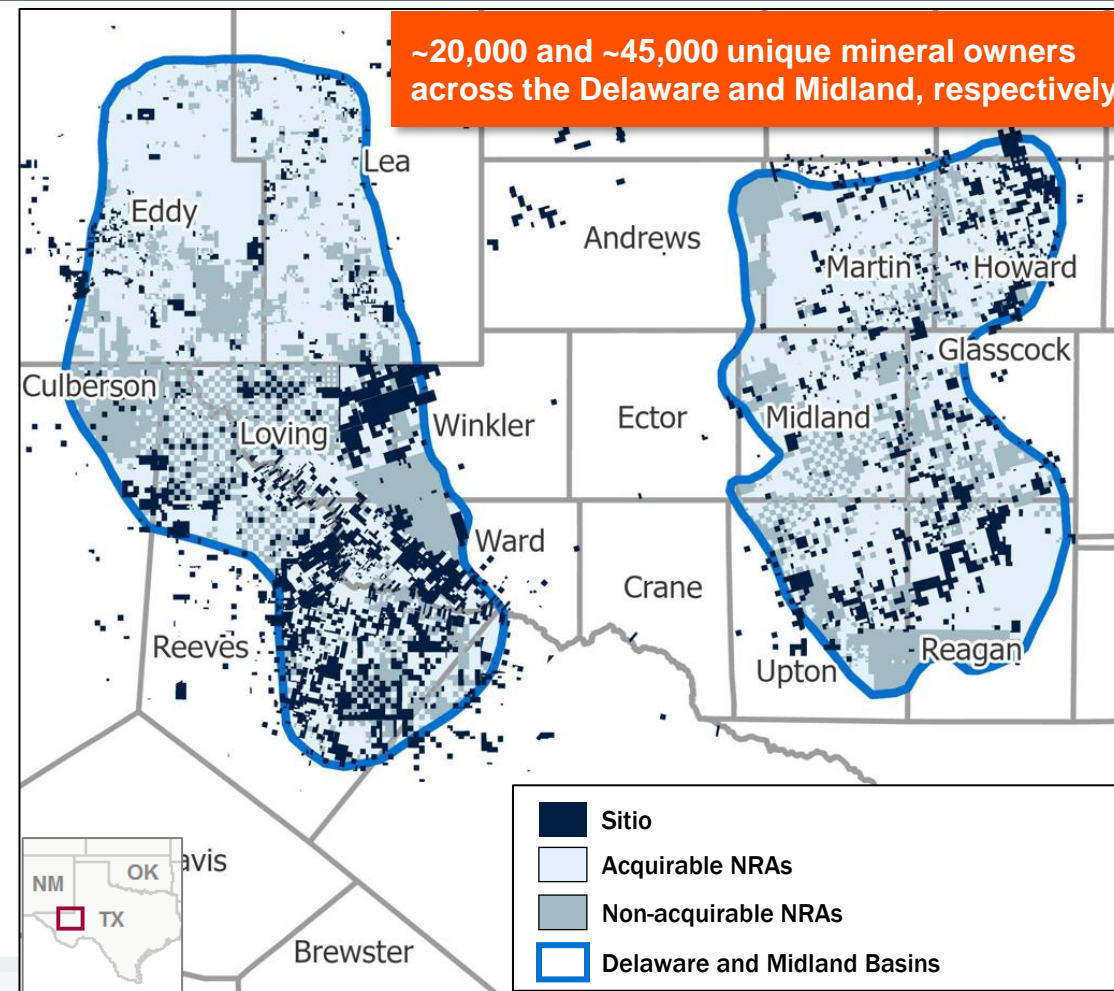 ~20,000 and ~45,000 unique mineral owners
across the Delaware and Midland, respectively
Lea
Eddy
Andrews
Martin
Howard
Glasscock
Culberson
Loving
Winkler
Ector
Midland
Ward
Crane
Reeves
Upton
Reagan
avis
Brewster
NM
OK
TX
Sitio
Acquirable NRAs
Non-acquirable NRAs
Delaware and Midland Basins